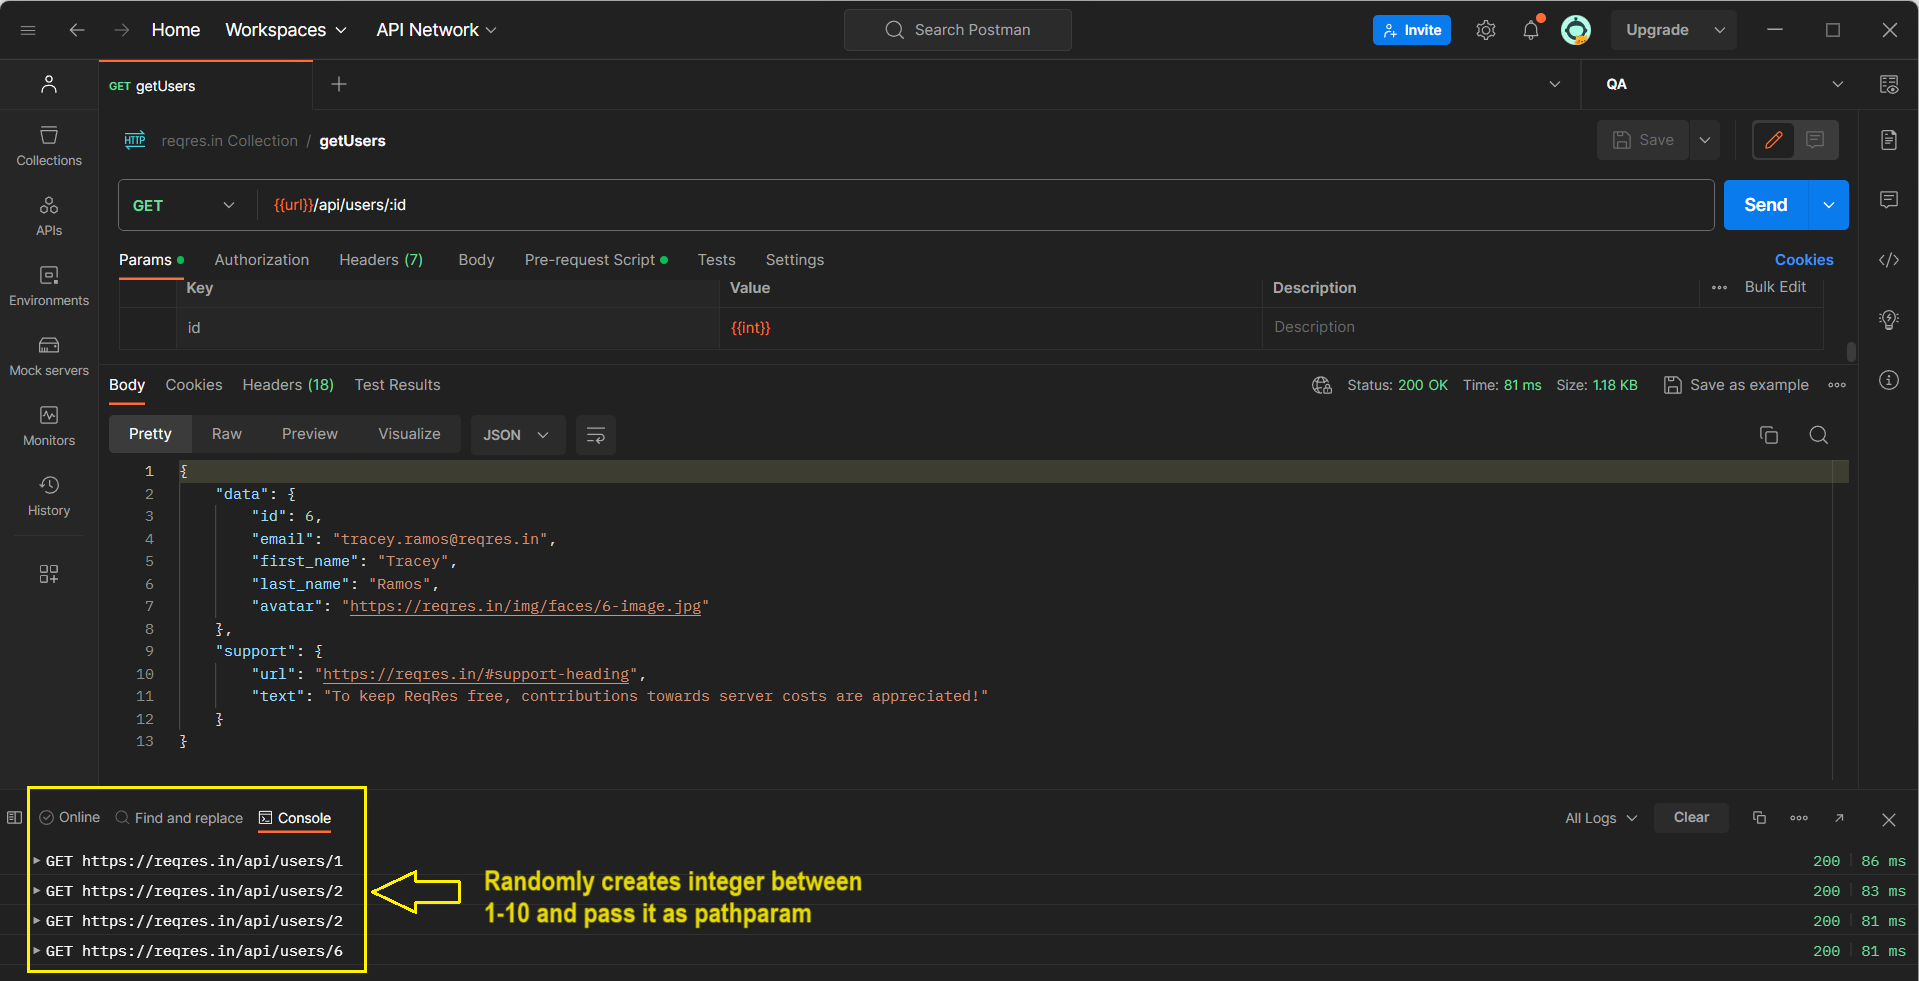 Home Workspaces API Network Search Postman Invite Upgrade
GET getUsers QA
HTTP reqres.in Collection / getUsers Save
Collections
GET {{url}}/api/users/:id Send
APIs
Params Authorization Headers (7) Body Pre-request Script Tests Settings Cookies
Key Value Description Bulk Edit
Environments
id {{int}} Description
Mock servers
Body Cookies Headers (18) Test Results Status: 200 OK Time: 81 ms Size: 1.18 KB Save as example
Monitors
Pretty Raw Preview Visualize JSON
History
1 {
2 "data": {
3 "id": 6,
4 "email": "tracey.ramos@reqres.in",
5 "first_name": "Tracey",
6 "last_name": "Ramos",
7 "avatar": "https://reqres.in/img/faces/6-image.jpg"
8 },
9 "support": {
10 "url": "https://reqres.in/#support-heading",
11 "text": "To keep ReqRes free, contributions towards server costs are appreciated!"
12 }
13 }
Online Find and replace Console All Logs Clear
GET https://reqres.in/api/users/1 200 86 ms
GET https://reqres.in/api/users/2 200 83 ms
GET https://reqres.in/api/users/2 200 81 ms
GET https://reqres.in/api/users/6 200 81 ms
Randomly creates integer between
1-10 and pass it as pathparam